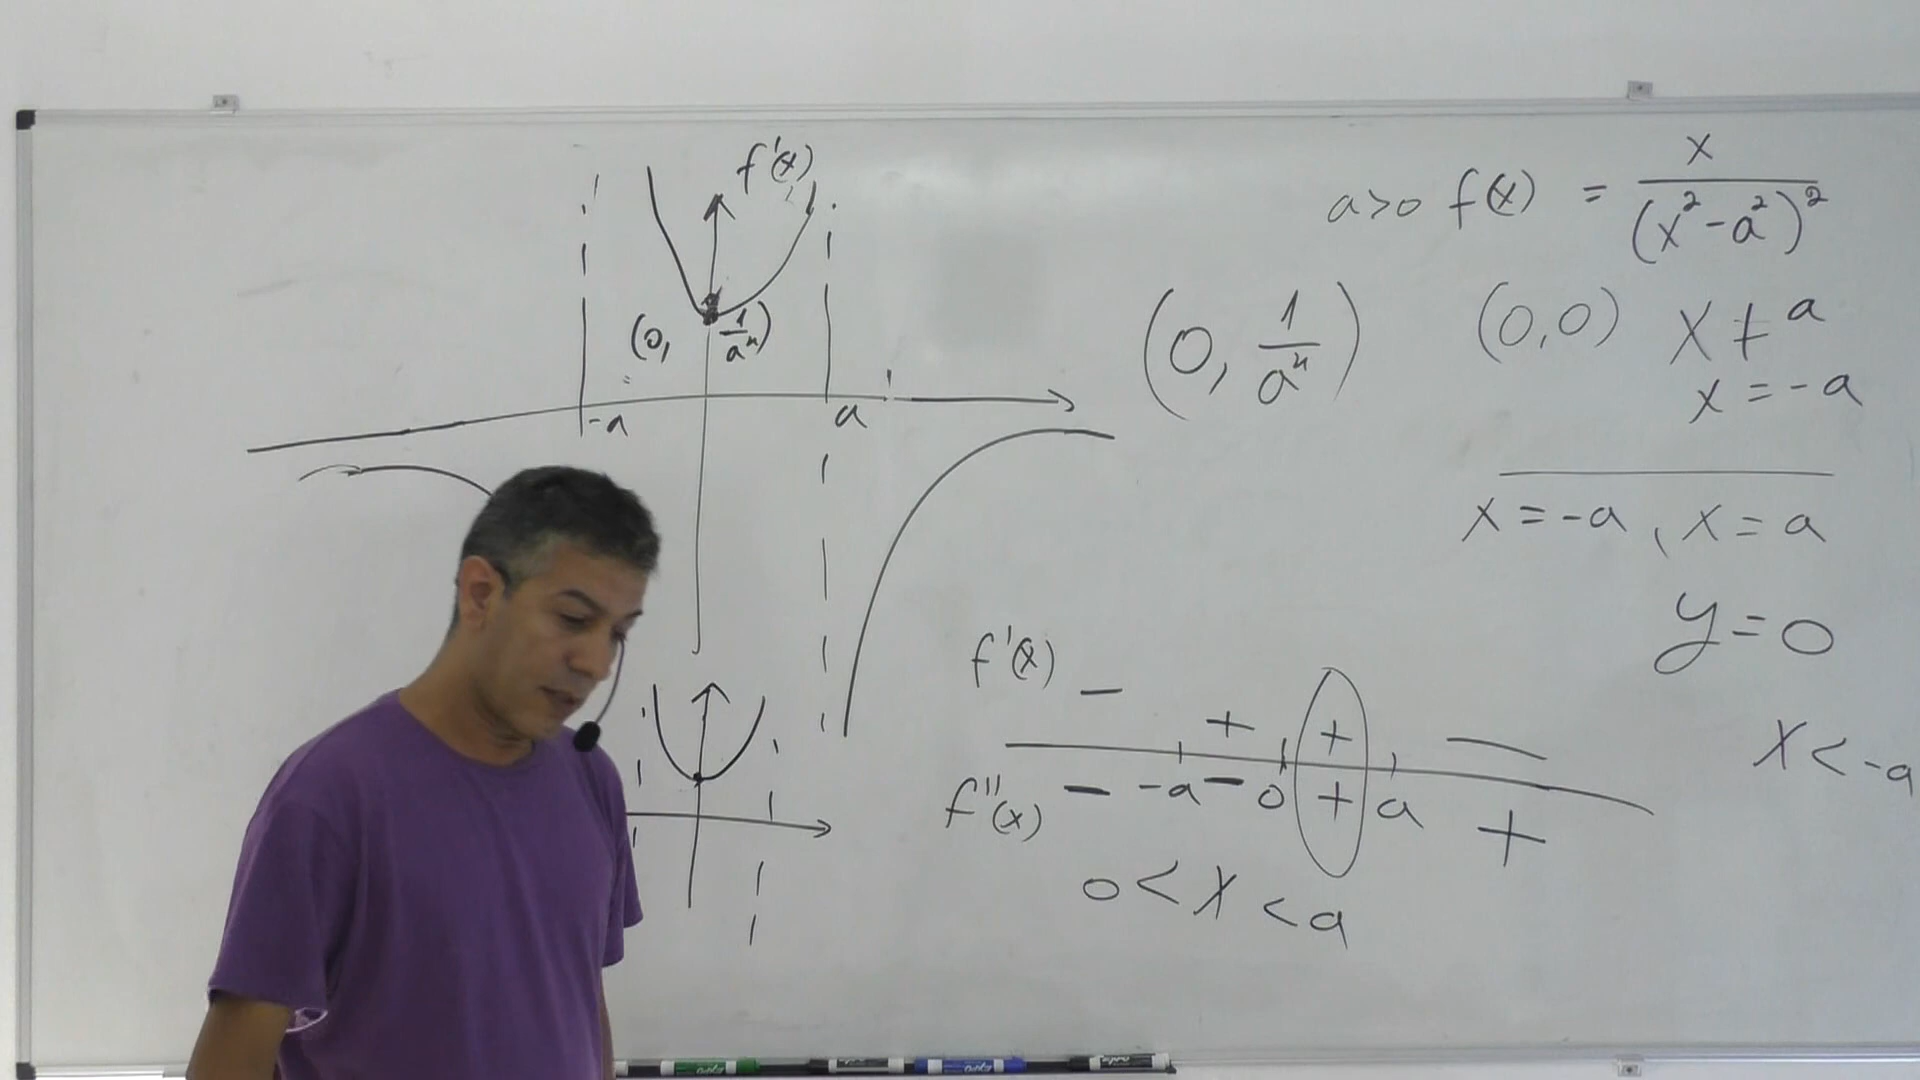 f'(x)
(0, 1/a⁴)
-a
a
a>0 f(x) = x/(x²-a²)²
(0, 1/a⁴)
(0,0)
x ≠ a
x = -a
x = -a, x = a
y = 0
x < -a
f'(x) − + + −
-a 0 a
f''(x) − − + +
0 < x < a